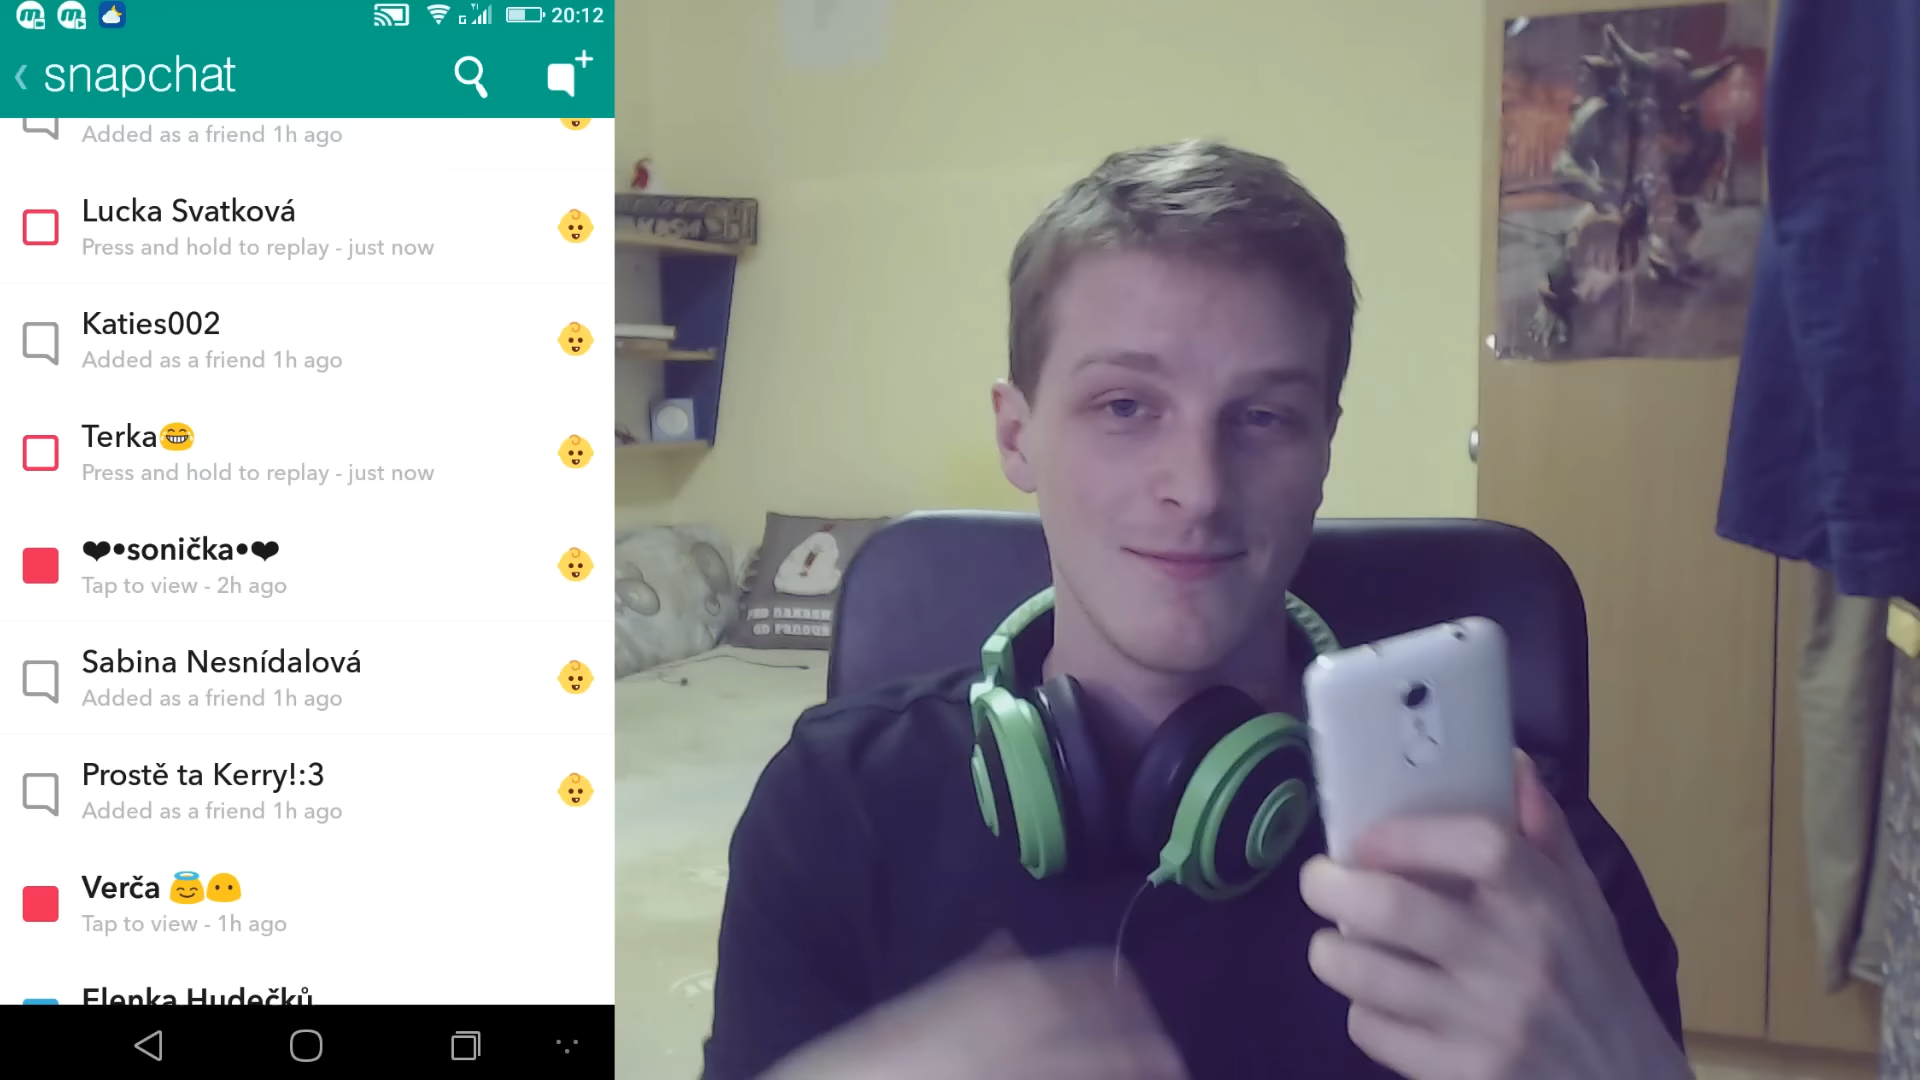 20:12
snapchat
Added as a friend 1h ago
Lucka Svatková
Press and hold to replay - just now
Katies002
Added as a friend 1h ago
Terka😂
Press and hold to replay - just now
❤•sonička•❤
Tap to view - 2h ago
Sabina Nesnídalová
Added as a friend 1h ago
Prostě ta Kerry!:3
Added as a friend 1h ago
Verča 😇😶
Tap to view - 1h ago
Elenka Hudečků